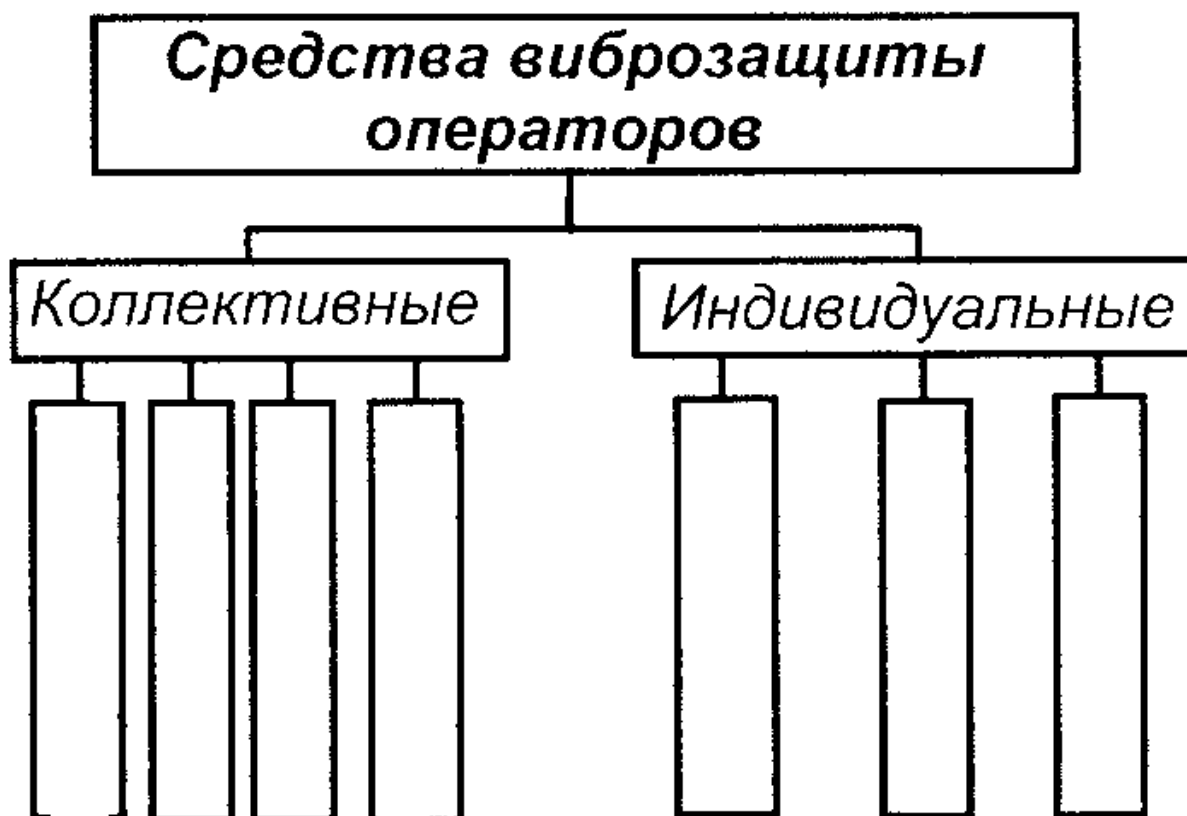 Средства виброзащиты
операторов
Коллективные
Индивидуальные